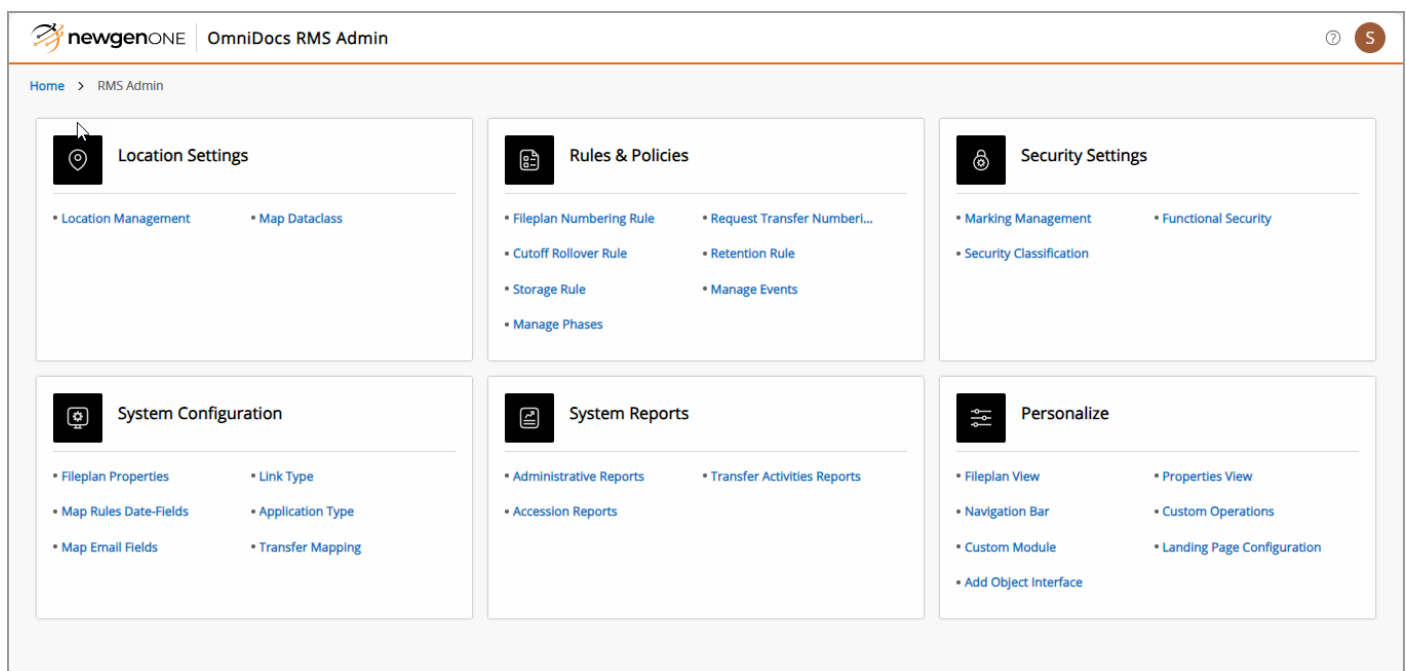 newgenONE OmniDocs RMS Admin
? S
Home > RMS Admin
Location Settings
• Location Management • Map Dataclass
Rules & Policies
• Fileplan Numbering Rule • Request Transfer Numberi...
• Cutoff Rollover Rule • Retention Rule
• Storage Rule • Manage Events
• Manage Phases
Security Settings
• Marking Management • Functional Security
• Security Classification
System Configuration
• Fileplan Properties • Link Type
• Map Rules Date-Fields • Application Type
• Map Email Fields • Transfer Mapping
System Reports
• Administrative Reports • Transfer Activities Reports
• Accession Reports
Personalize
• Fileplan View • Properties View
• Navigation Bar • Custom Operations
• Custom Module • Landing Page Configuration
• Add Object Interface